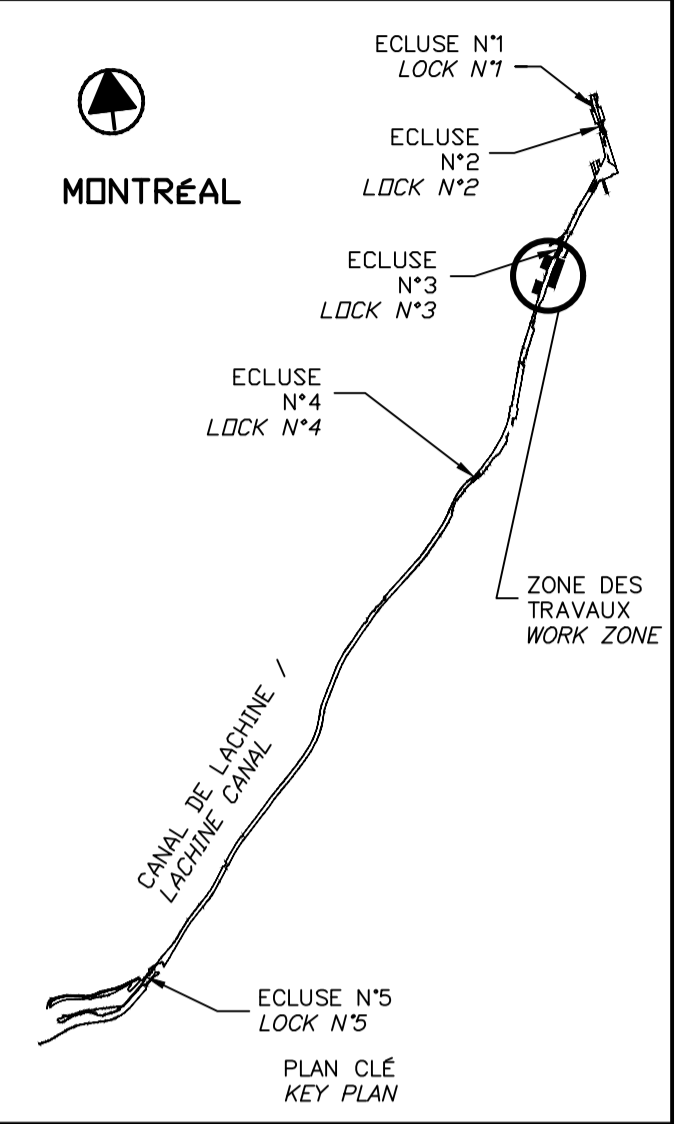 ECLUSE N°1
LOCK N°1
MONTRÉAL
ECLUSE
N°2
LOCK N°2
ECLUSE
N°3
LOCK N°3
ECLUSE
N°4
LOCK N°4
ZONE DES
TRAVAUX
WORK ZONE
CANAL DE LACHINE /
LACHINE CANAL
ECLUSE N°5
LOCK N°5
PLAN CLÉ
KEY PLAN